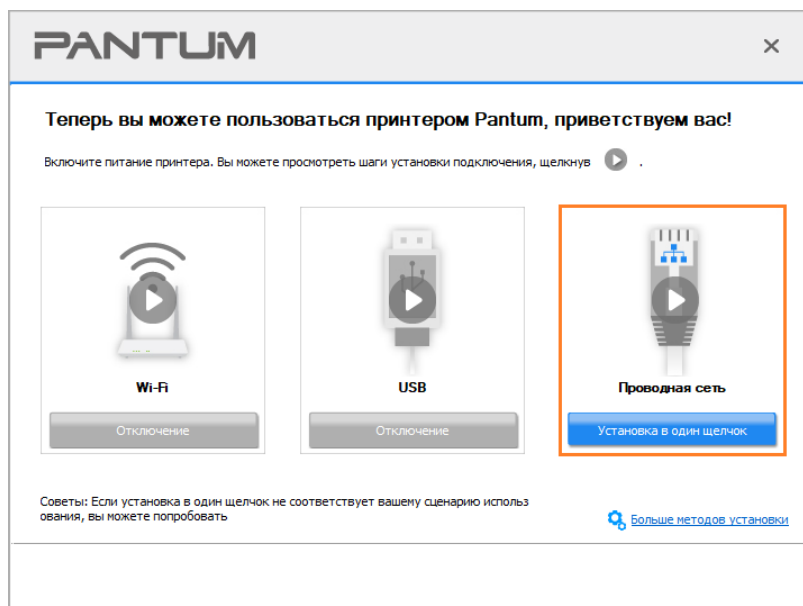 PANTUM
Теперь вы можете пользоваться принтером Pantum, приветствуем вас!
Включите питание принтера. Вы можете просмотреть шаги установки подключения, щелкнув .
Wi-Fi
USB
Проводная сеть
Отключение
Отключение
Установка в один щелчок
Советы: Если установка в один щелчок не соответствует вашему сценарию использ
ования, вы можете попробовать
Больше методов установки